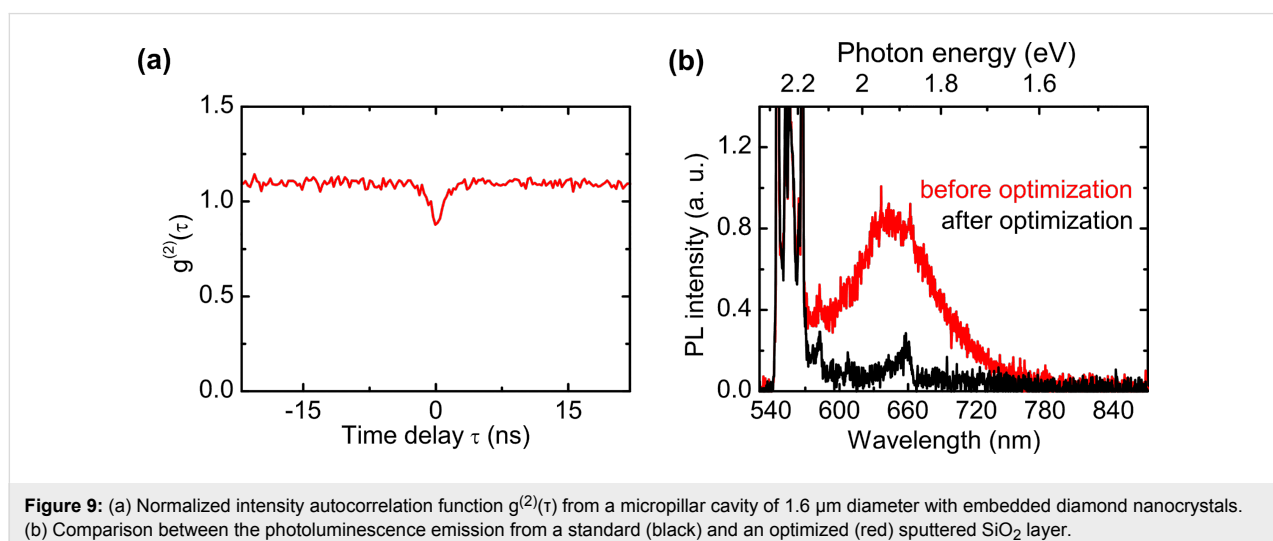 (a)
1.5
1.0
0.5
0.0
g(2)(τ)
-15 0 15
Time delay τ (ns)
(b)
Photon energy (eV)
2.2 2 1.8 1.6
1.2
0.8
0.4
0.0
PL intensity (a. u.)
before optimization
after optimization
540 600 660 720 780 840
Wavelength (nm)
Figure 9: (a) Normalized intensity autocorrelation function g(2)(τ) from a micropillar cavity of 1.6 µm diameter with embedded diamond nanocrystals.
(b) Comparison between the photoluminescence emission from a standard (black) and an optimized (red) sputtered SiO2 layer.